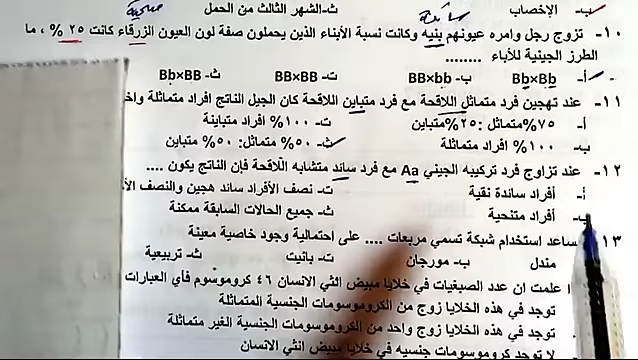 ب- الإخصاب ث- الشهر الثالث من الحمل
١٠- تزوج رجل وامره عيونهم بنيه وكانت نسبة الأبناء الذين يحملون صفة لون العيون الزرقاء كانت ٢٥ % ، ما
الطرز الجينية للأباء ........
أ- Bb×Bb ب- BB×bb ت- BB×BB ث- Bb×BB
١١- عند تهجين فرد متماثل اللاقحة مع فرد متباين اللاقحة كان الجيل الناتج افراد متماثلة واخ
أ- ٧٥%متماثل :٢٥%متباين ت- ١٠٠% افراد متباينة
ب- ١٠٠% افراد متماثلة ث- ٥٠% متماثل: ٥٠% متباين
١٢- عند تزاوج فرد تركيبه الجيني Aa مع فرد سائد متشابه اللاقحة فإن الناتج يكون ....
أ- أفراد ساندة نقية ت- نصف الأفراد ساند هجين والنصف الأ
ب- أفراد متنحية ث- جميع الحالات السابقة ممكنة
١٣ ساعد استخدام شبكة تسمي مربعات .... على احتمالية وجود خاصية معينة
مندل ب- مورجان ت- بانيت ث- تربيعية
علمت ان عدد الصبغيات في خلايا مبيض انثي الانسان ٤٦ كروموسوم فأي العبارات
توجد في هذه الخلايا زوج من الكروموسومات الجنسية المتماثلة
توجد في هذه الخلايا زوج واحد من الكروموسومات الجنسية الغير متماثلة
لا توجد كروموسومات جنسيه في خلايا مبيض انثي الانسان